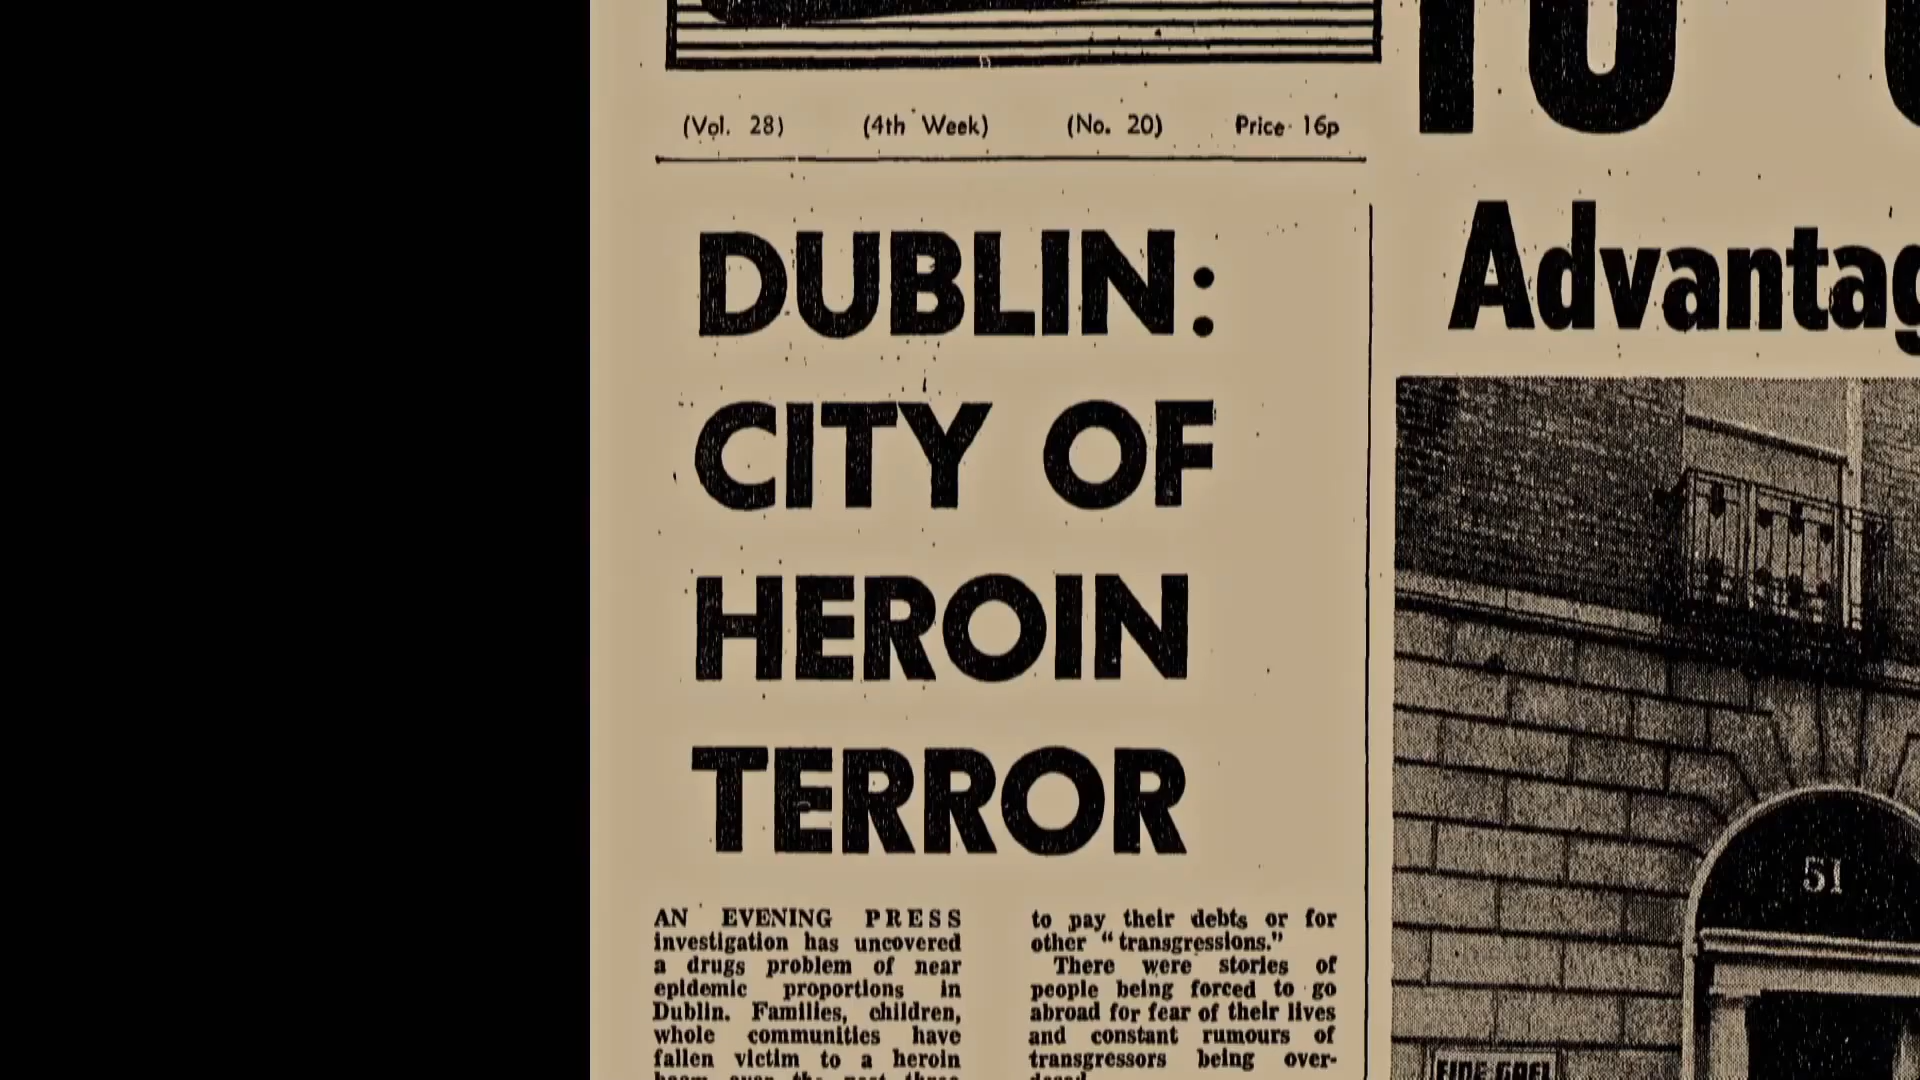 (Vol. 28) (4th Week) (No. 20) Price 16p
DUBLIN:
CITY OF
HEROIN
TERROR
AN EVENING PRESS
investigation has uncovered
a drugs problem of near
epidemic proportions in
Dublin. Families, children,
whole communities have
fallen victim to a heroin
to pay their debts or for
other “transgressions.”
There were stories of
people being forced to go
abroad for fear of their lives
and constant rumours of
transgressors being over-
TO
Advantag
51
FINE GAEL